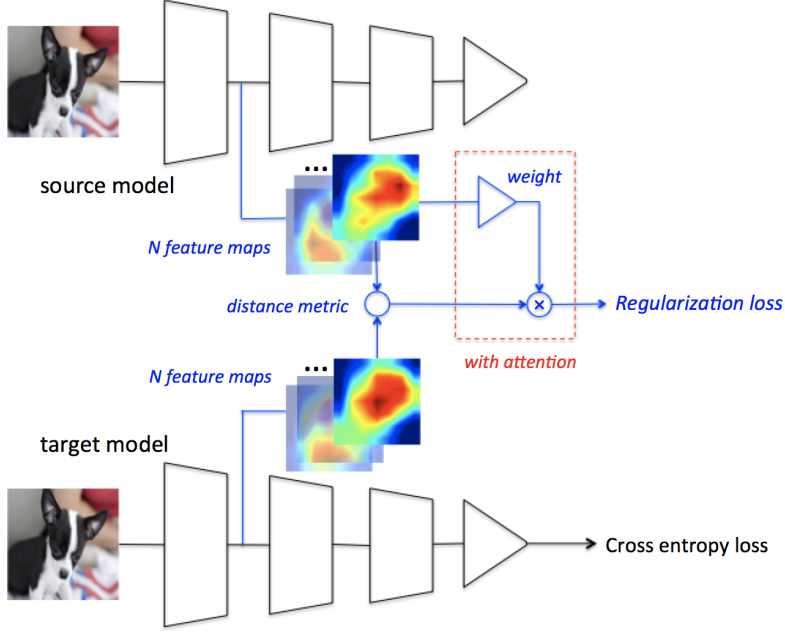 source model
...
weight
N feature maps
distance metric
×
Regularization loss
with attention
N feature maps
...
target model
Cross entropy loss